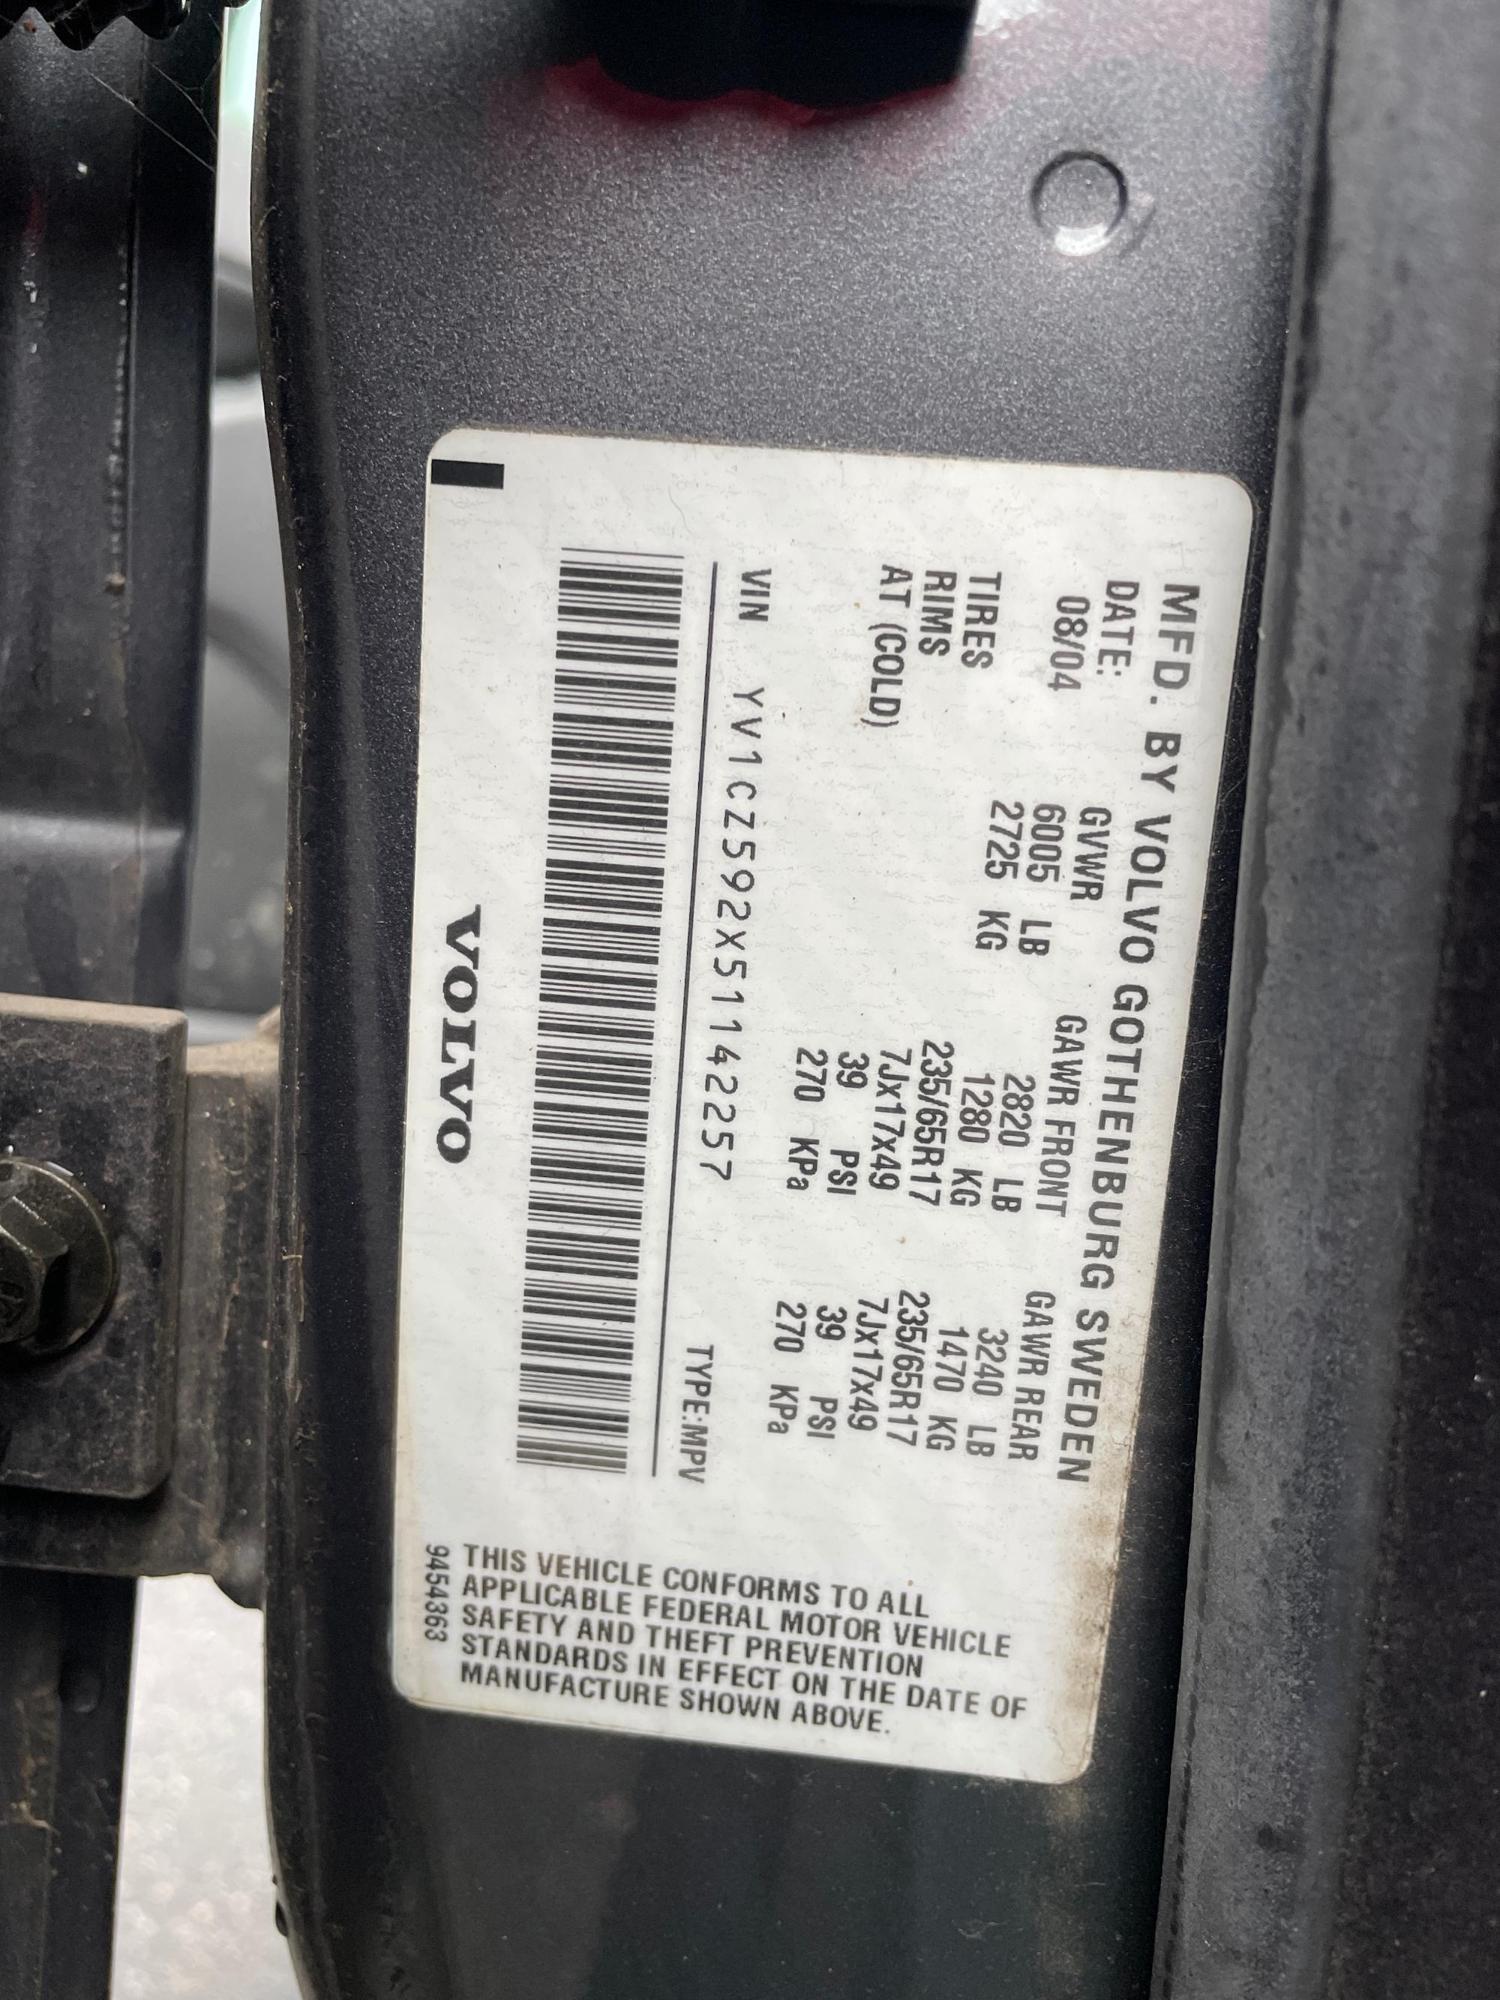 MFD. BY VOLVO GOTHENBURG SWEDEN
DATE: GVWR GAWR FRONT GAWR REAR
08/04 6005 LB 2820 LB 3240 LB
2725 KG 1280 KG 1470 KG
TIRES 235/65R17 235/65R17
RIMS 7Jx17x49 7Jx17x49
AT (COLD) 39 PSI 39 PSI
270 KPa 270 KPa
VIN YV1CZ592X51142257 TYPE:MPV
VOLVO
THIS VEHICLE CONFORMS TO ALL
APPLICABLE FEDERAL MOTOR VEHICLE
SAFETY AND THEFT PREVENTION
STANDARDS IN EFFECT ON THE DATE OF
MANUFACTURE SHOWN ABOVE.
9454363